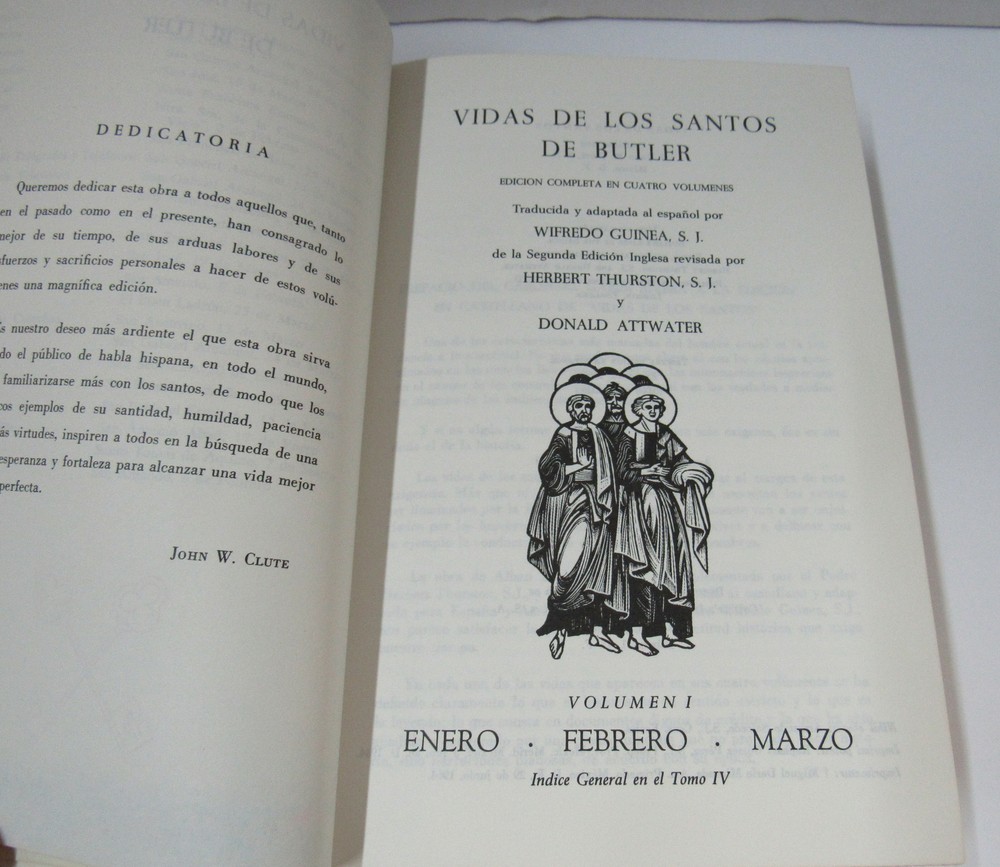 DEDICATORIA
Queremos dedicar esta obra a todos aquellos que, tanto
en el pasado como en el presente, han consagrado lo
mejor de su tiempo, de sus arduas labores y de sus
sfuerzos y sacrificios personales a hacer de estos volú-
enes una magnífica edición.
s nuestro deseo más ardiente el que esta obra sirva
do el público de habla hispana, en todo el mundo,
familiarizarse más con los santos, de modo que los
cos ejemplos de su santidad, humildad, paciencia
ás virtudes, inspiren a todos en la búsqueda de una
esperanza y fortaleza para alcanzar una vida mejor
perfecta.
JOHN W. CLUTE
VIDAS DE LOS SANTOS
DE BUTLER
EDICION COMPLETA EN CUATRO VOLUMENES
Traducida y adaptada al español por
WIFREDO GUINEA, S. J.
de la Segunda Edición Inglesa revisada por
HERBERT THURSTON, S. J.
y
DONALD ATTWATER
VOLUMEN I
ENERO · FEBRERO · MARZO
Indice General en el Tomo IV